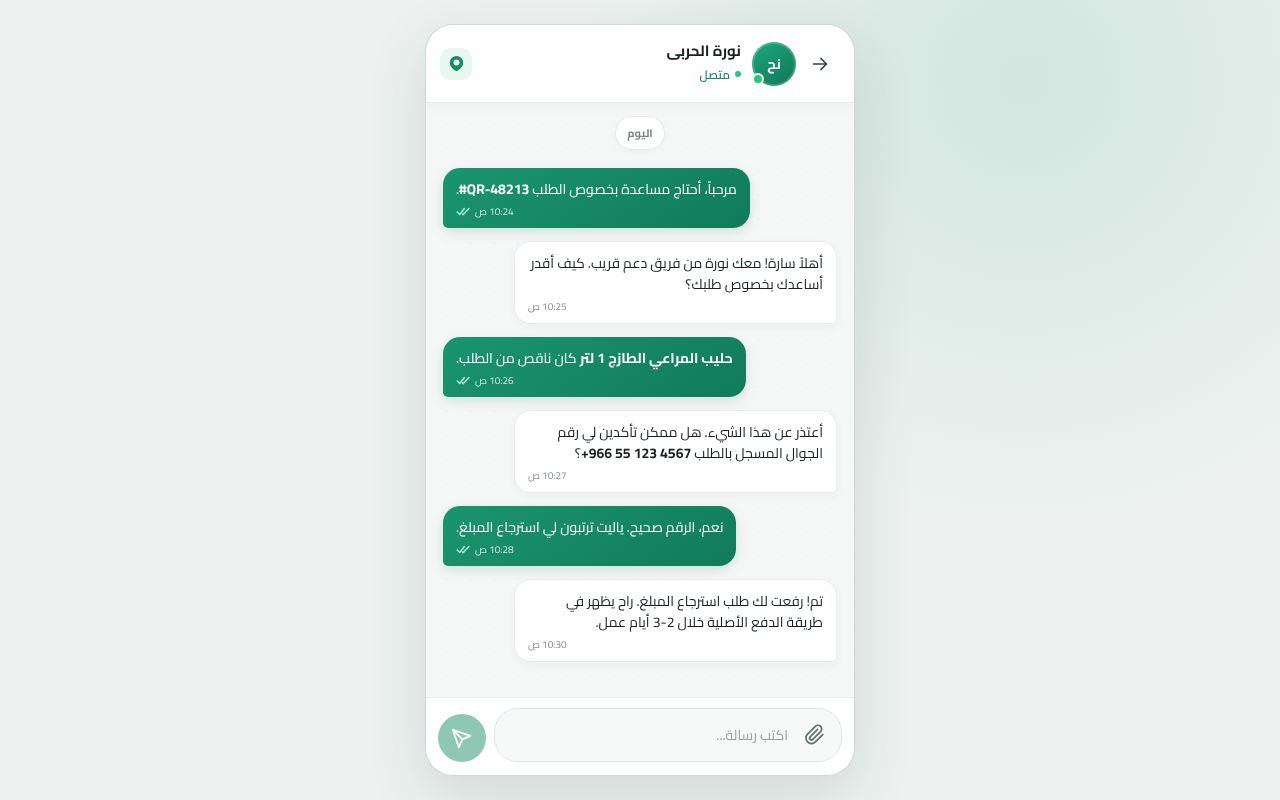 نورة الحربي
متصل
نح
اليوم
مرحباً، أحتاج مساعدة بخصوص الطلب #QR-48213.
10:24 ص
أهلاً سارة! معك نورة من فريق دعم قريب. كيف أقدر
أساعدك بخصوص طلبك؟
10:25 ص
حليب المراعي الطازج 1 لتر كان ناقص من الطلب.
10:26 ص
أعتذر عن هذا الشيء. هل ممكن تأكدين لي رقم
الجوال المسجل بالطلب +966 55 123 4567؟
10:27 ص
نعم، الرقم صحيح. ياليت ترتبون لي استرجاع المبلغ.
10:28 ص
تم! رفعت لك طلب استرجاع المبلغ. راح يظهر في
طريقة الدفع الأصلية خلال 2-3 أيام عمل.
10:30 ص
اكتب رسالة...